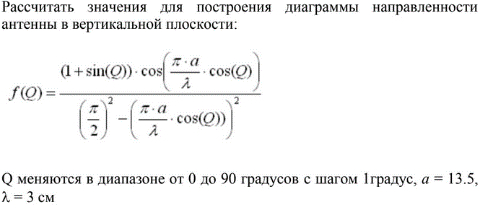 Рассчитать значения для построения диаграммы направленности
антенны в вертикальной плоскости:
f(Q) = \frac{(1+\sin(Q))\cdot\cos\left(\frac{\pi\cdot a}{\lambda}\cdot\cos(Q)\right)}{\left(\frac{\pi}{2}\right)^2-\left(\frac{\pi\cdot a}{\lambda}\cdot\cos(Q)\right))^2}
Q меняются в диапазоне от 0 до 90 градусов с шагом 1градус, a = 13.5,
λ = 3 см